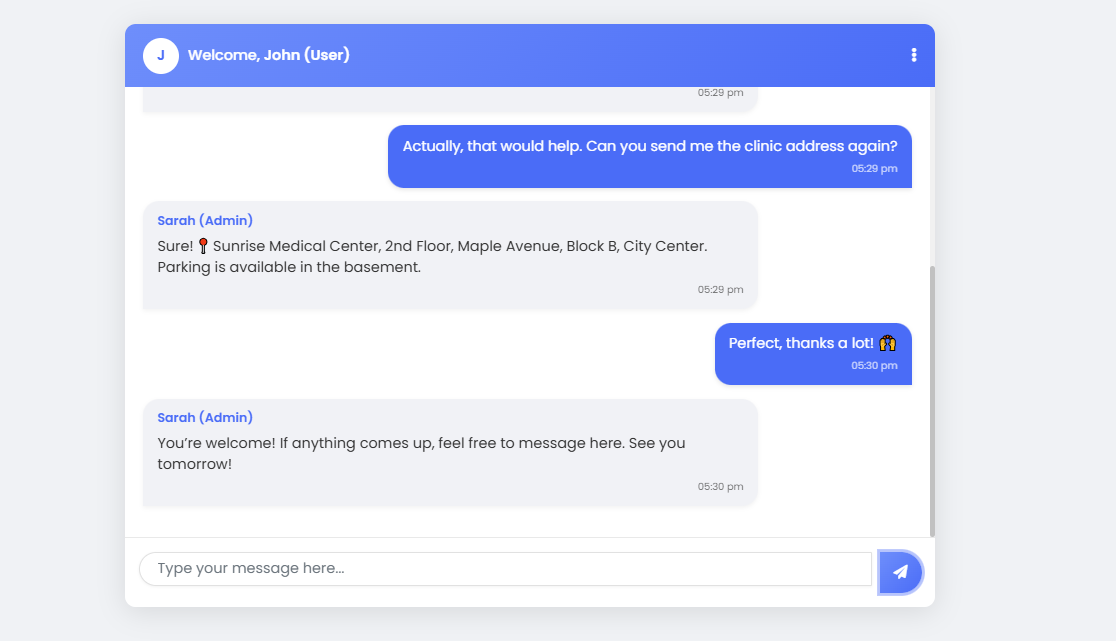 J
Welcome, John (User)
05:29 pm
Actually, that would help. Can you send me the clinic address again?
05:29 pm
Sarah (Admin)
Sure! 📍 Sunrise Medical Center, 2nd Floor, Maple Avenue, Block B, City Center.
Parking is available in the basement.
05:29 pm
Perfect, thanks a lot! 🙌
05:30 pm
Sarah (Admin)
You’re welcome! If anything comes up, feel free to message here. See you
tomorrow!
05:30 pm
Type your message here...